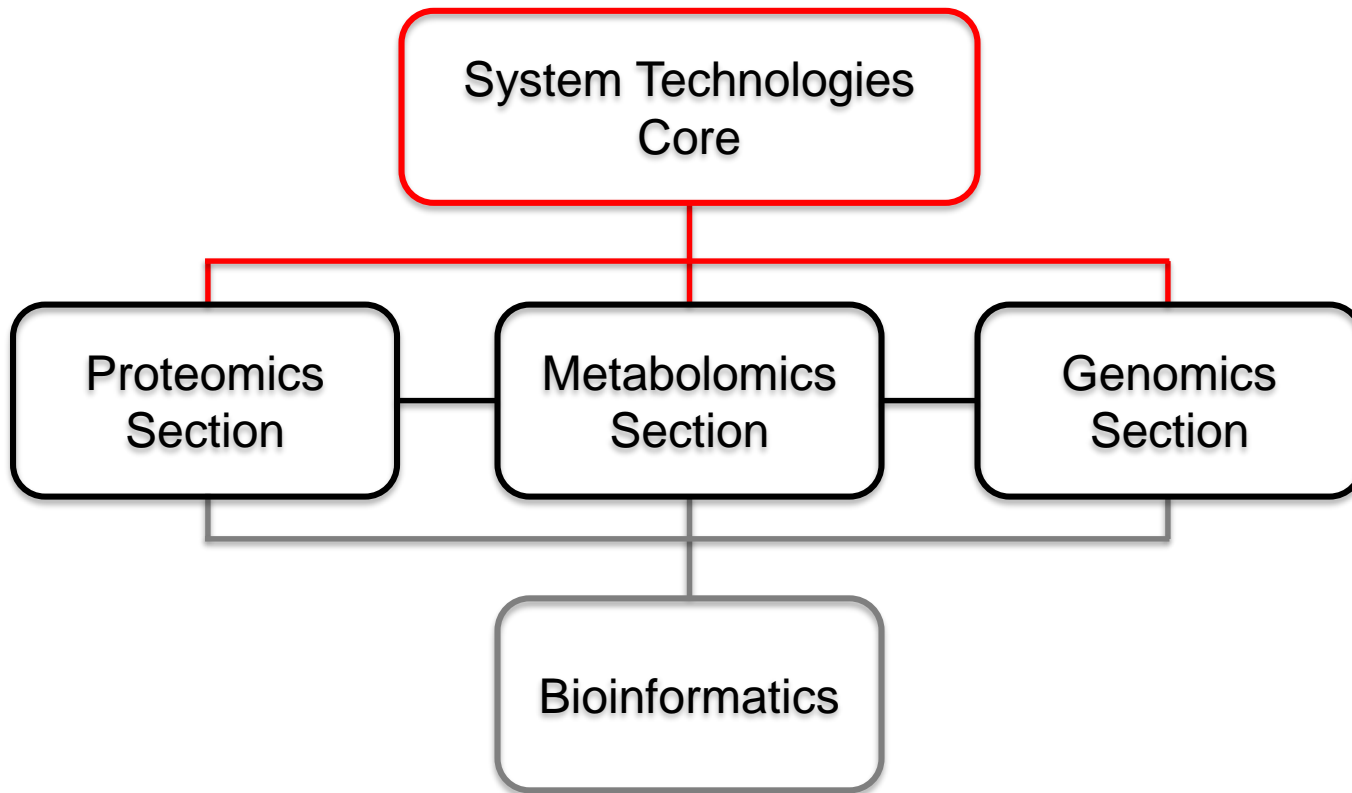 System Technologies
Core
Proteomics
Section
Metabolomics
Section
Genomics
Section
Bioinformatics